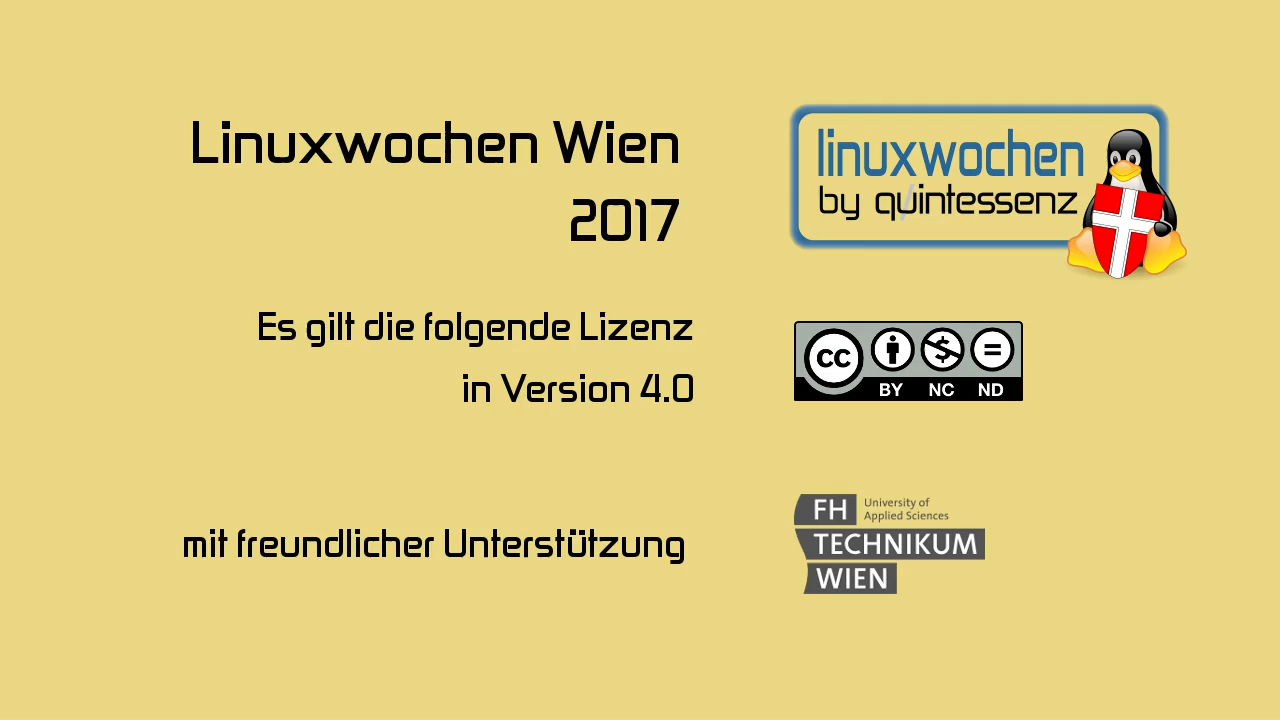 Linuxwochen Wien
2017
linuxwochen
by q/uintessenz
Es gilt die folgende Lizenz
in Version 4.0
cc
BY NC ND
mit freundlicher Unterstützung
FH University of
Applied Sciences
TECHNIKUM
WIEN